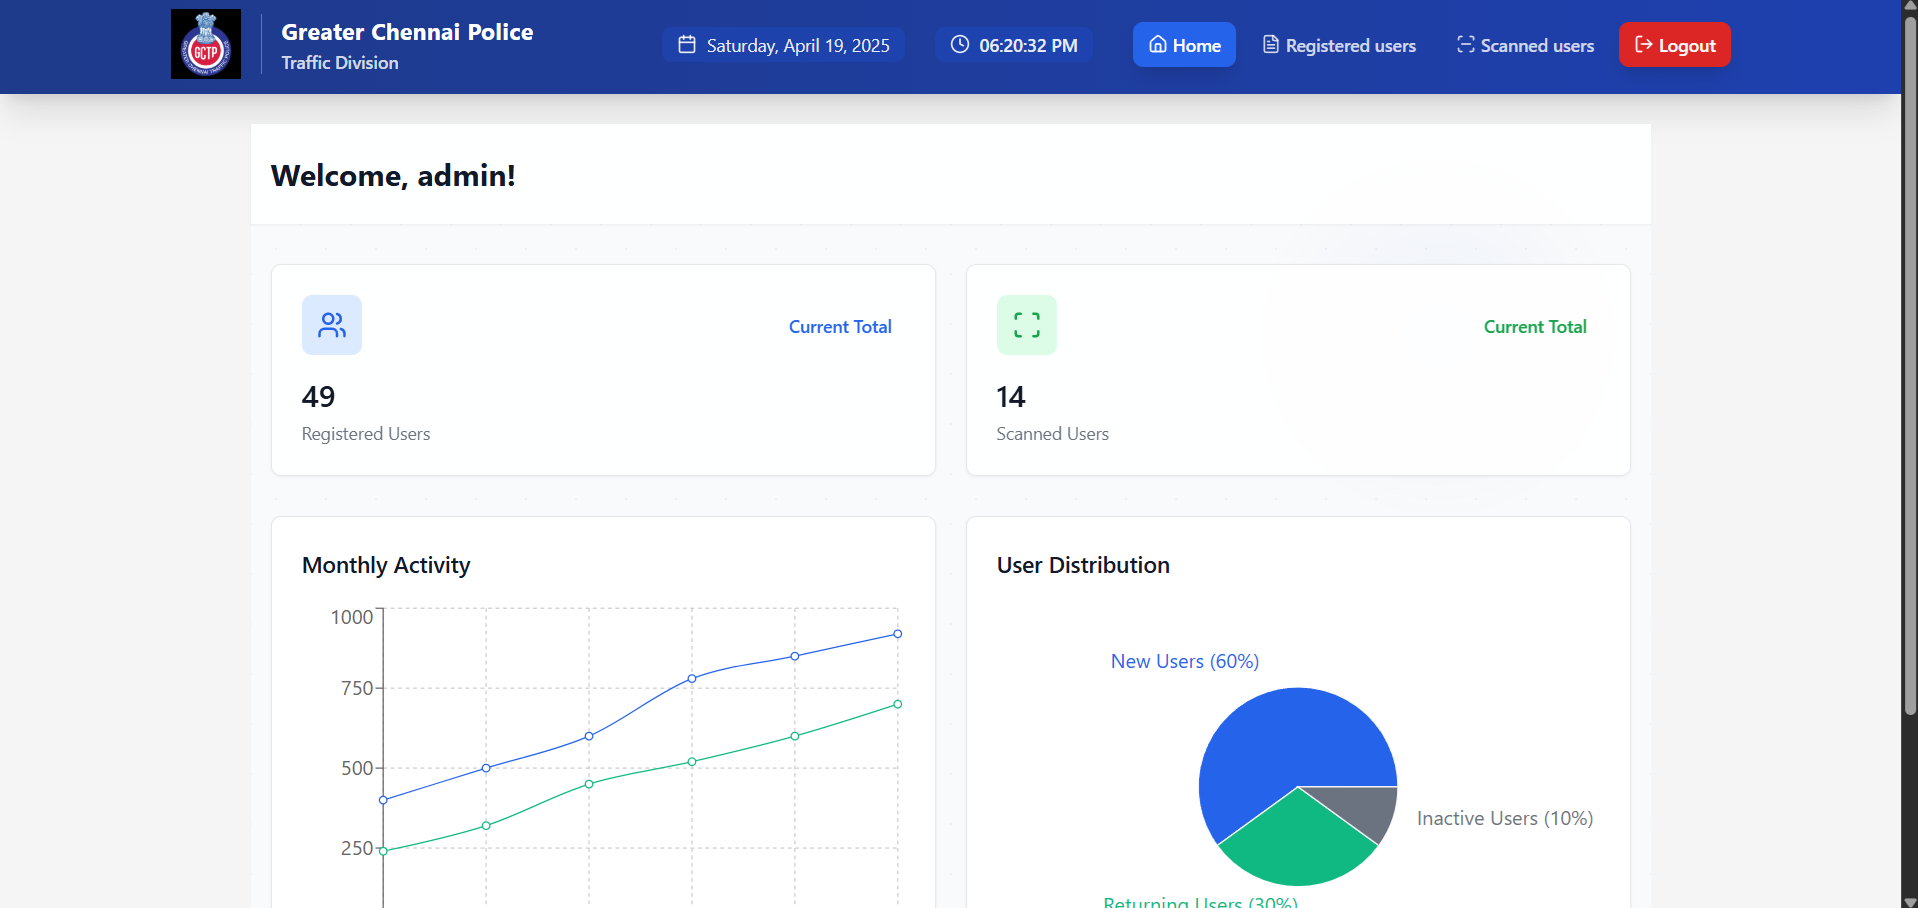 GCTP
Greater Chennai Police
Traffic Division
Saturday, April 19, 2025
06:20:32 PM
Home
Registered users
Scanned users
Logout
Welcome, admin!
Current Total
49
Registered Users
Current Total
14
Scanned Users
Monthly Activity
1000
750
500
250
User Distribution
New Users (60%)
Inactive Users (10%)
Returning Users (30%)